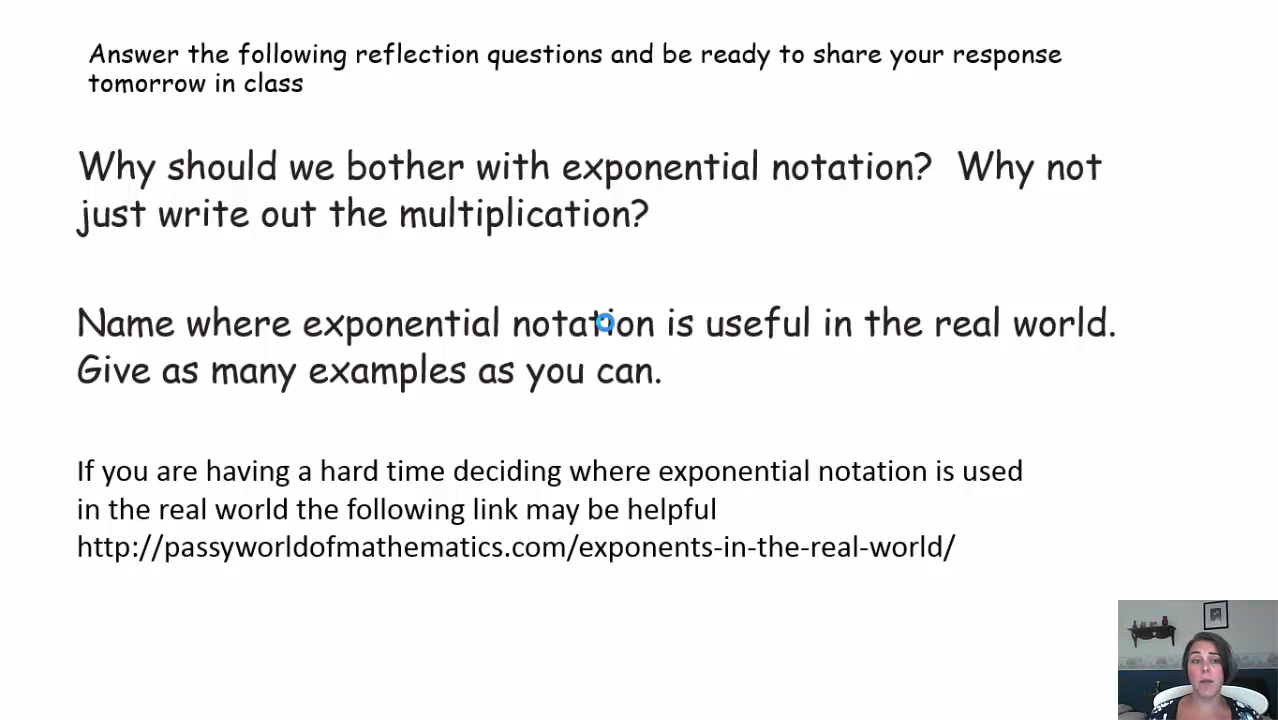 Answer the following reflection questions and be ready to share your response
tomorrow in class
Why should we bother with exponential notation?  Why not
just write out the multiplication?
Name where exponential notation is useful in the real world.
Give as many examples as you can.
If you are having a hard time deciding where exponential notation is used
in the real world the following link may be helpful
http://passyworldofmathematics.com/exponents-in-the-real-world/